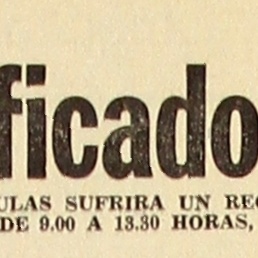 ficado
ULAS SUFRIRA UN REC
DE 9.00 A 13.30 HORAS,